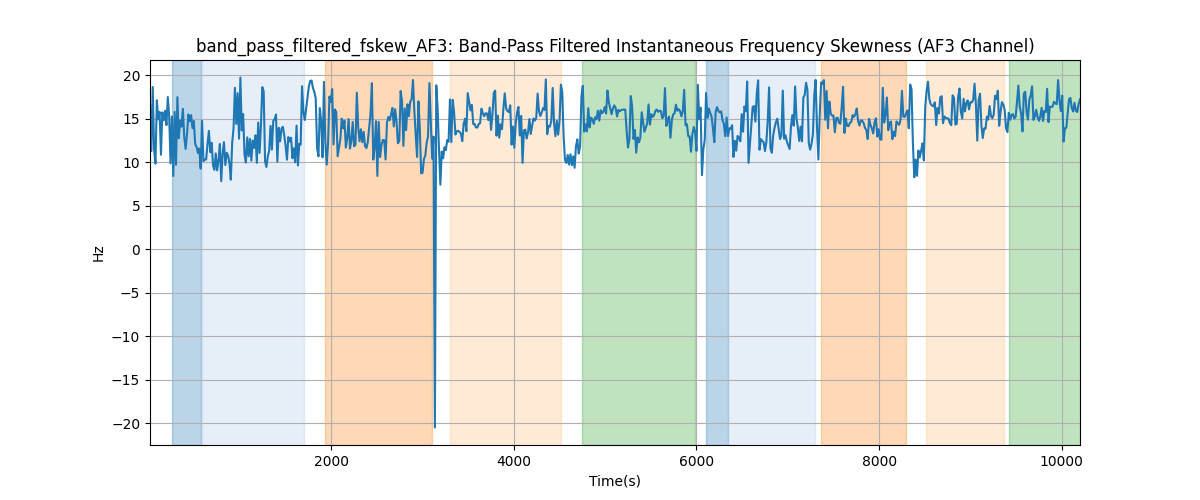 band_pass_filtered_fskew_AF3: Band-Pass Filtered Instantaneous Frequency Skewness (AF3 Channel)
20
15
10
5
0
−5
−10
−15
−20
Hz
2000 4000 6000 8000 10000
Time(s)